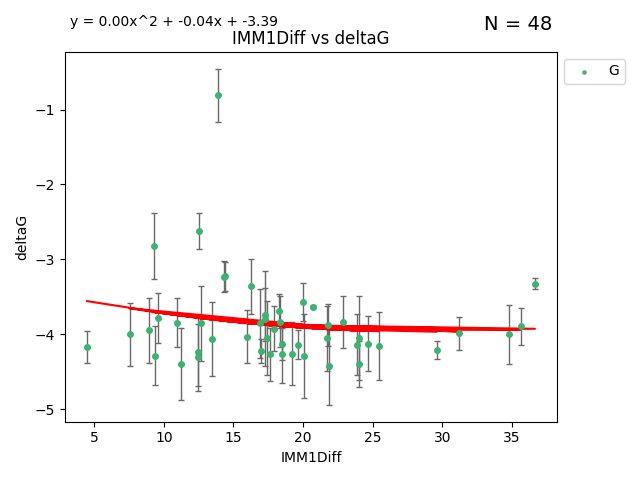 y = 0.00x^2 + -0.04x + -3.39
N = 48
IMM1Diff vs deltaG
G
deltaG
-1
-2
-3
-4
-5
5 10 15 20 25 30 35
IMM1Diff